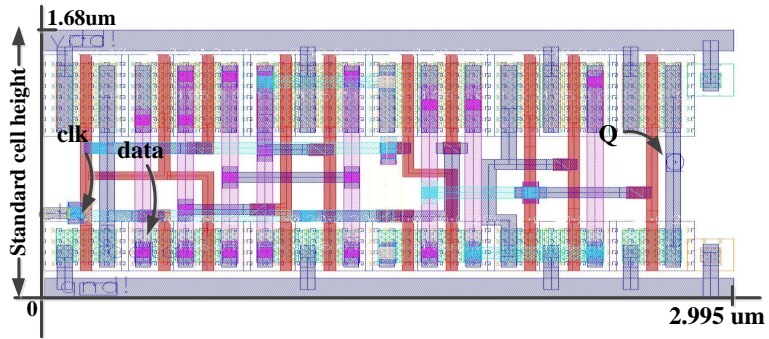 1.68um
vdd!
Standard cell height
clk
data
Q
gnd!
0
2.995 um